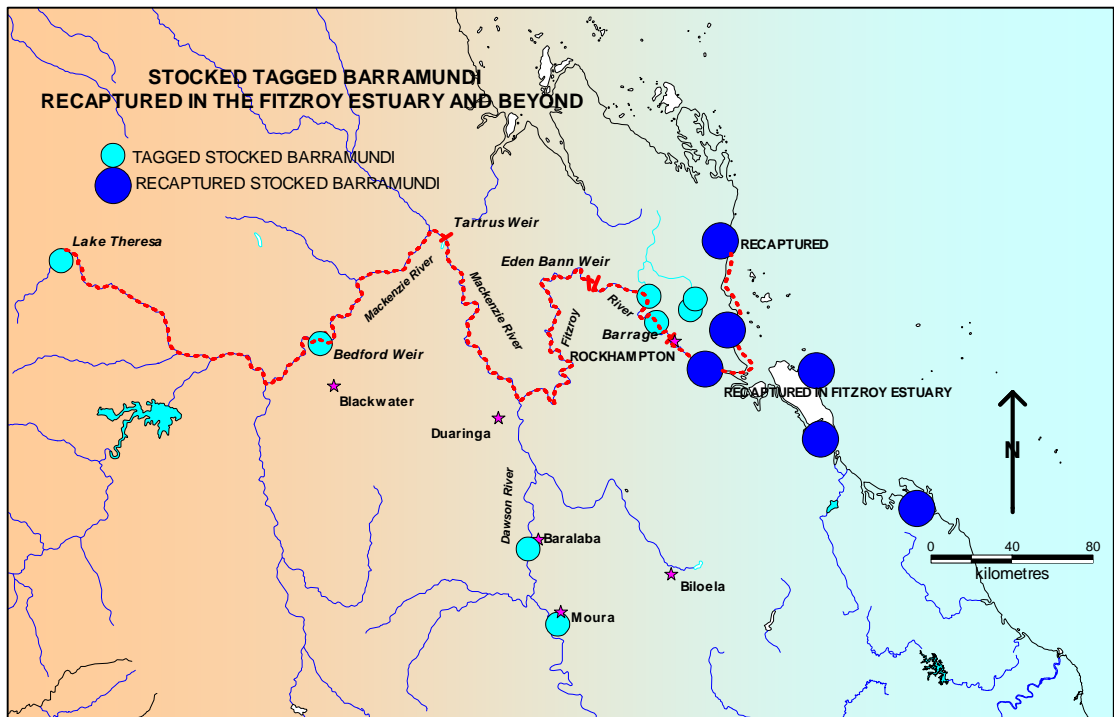 STOCKED TAGGED BARRAMUNDI
RECAPTURED IN THE FITZROY ESTUARY AND BEYOND
TAGGED STOCKED BARRAMUNDI
RECAPTURED STOCKED BARRAMUNDI
Tartrus Weir
Lake Theresa
RECAPTURED
Eden Bann Weir
Mackenzie River
Mackenzie River
River
Fitzroy
Barrage
Bedford Weir
ROCKHAMPTON
RECAPTURED IN FITZROY ESTUARY
Blackwater
Duaringa
N
Dawson River
Baralaba
0 40 80
kilometres
Biloela
Moura